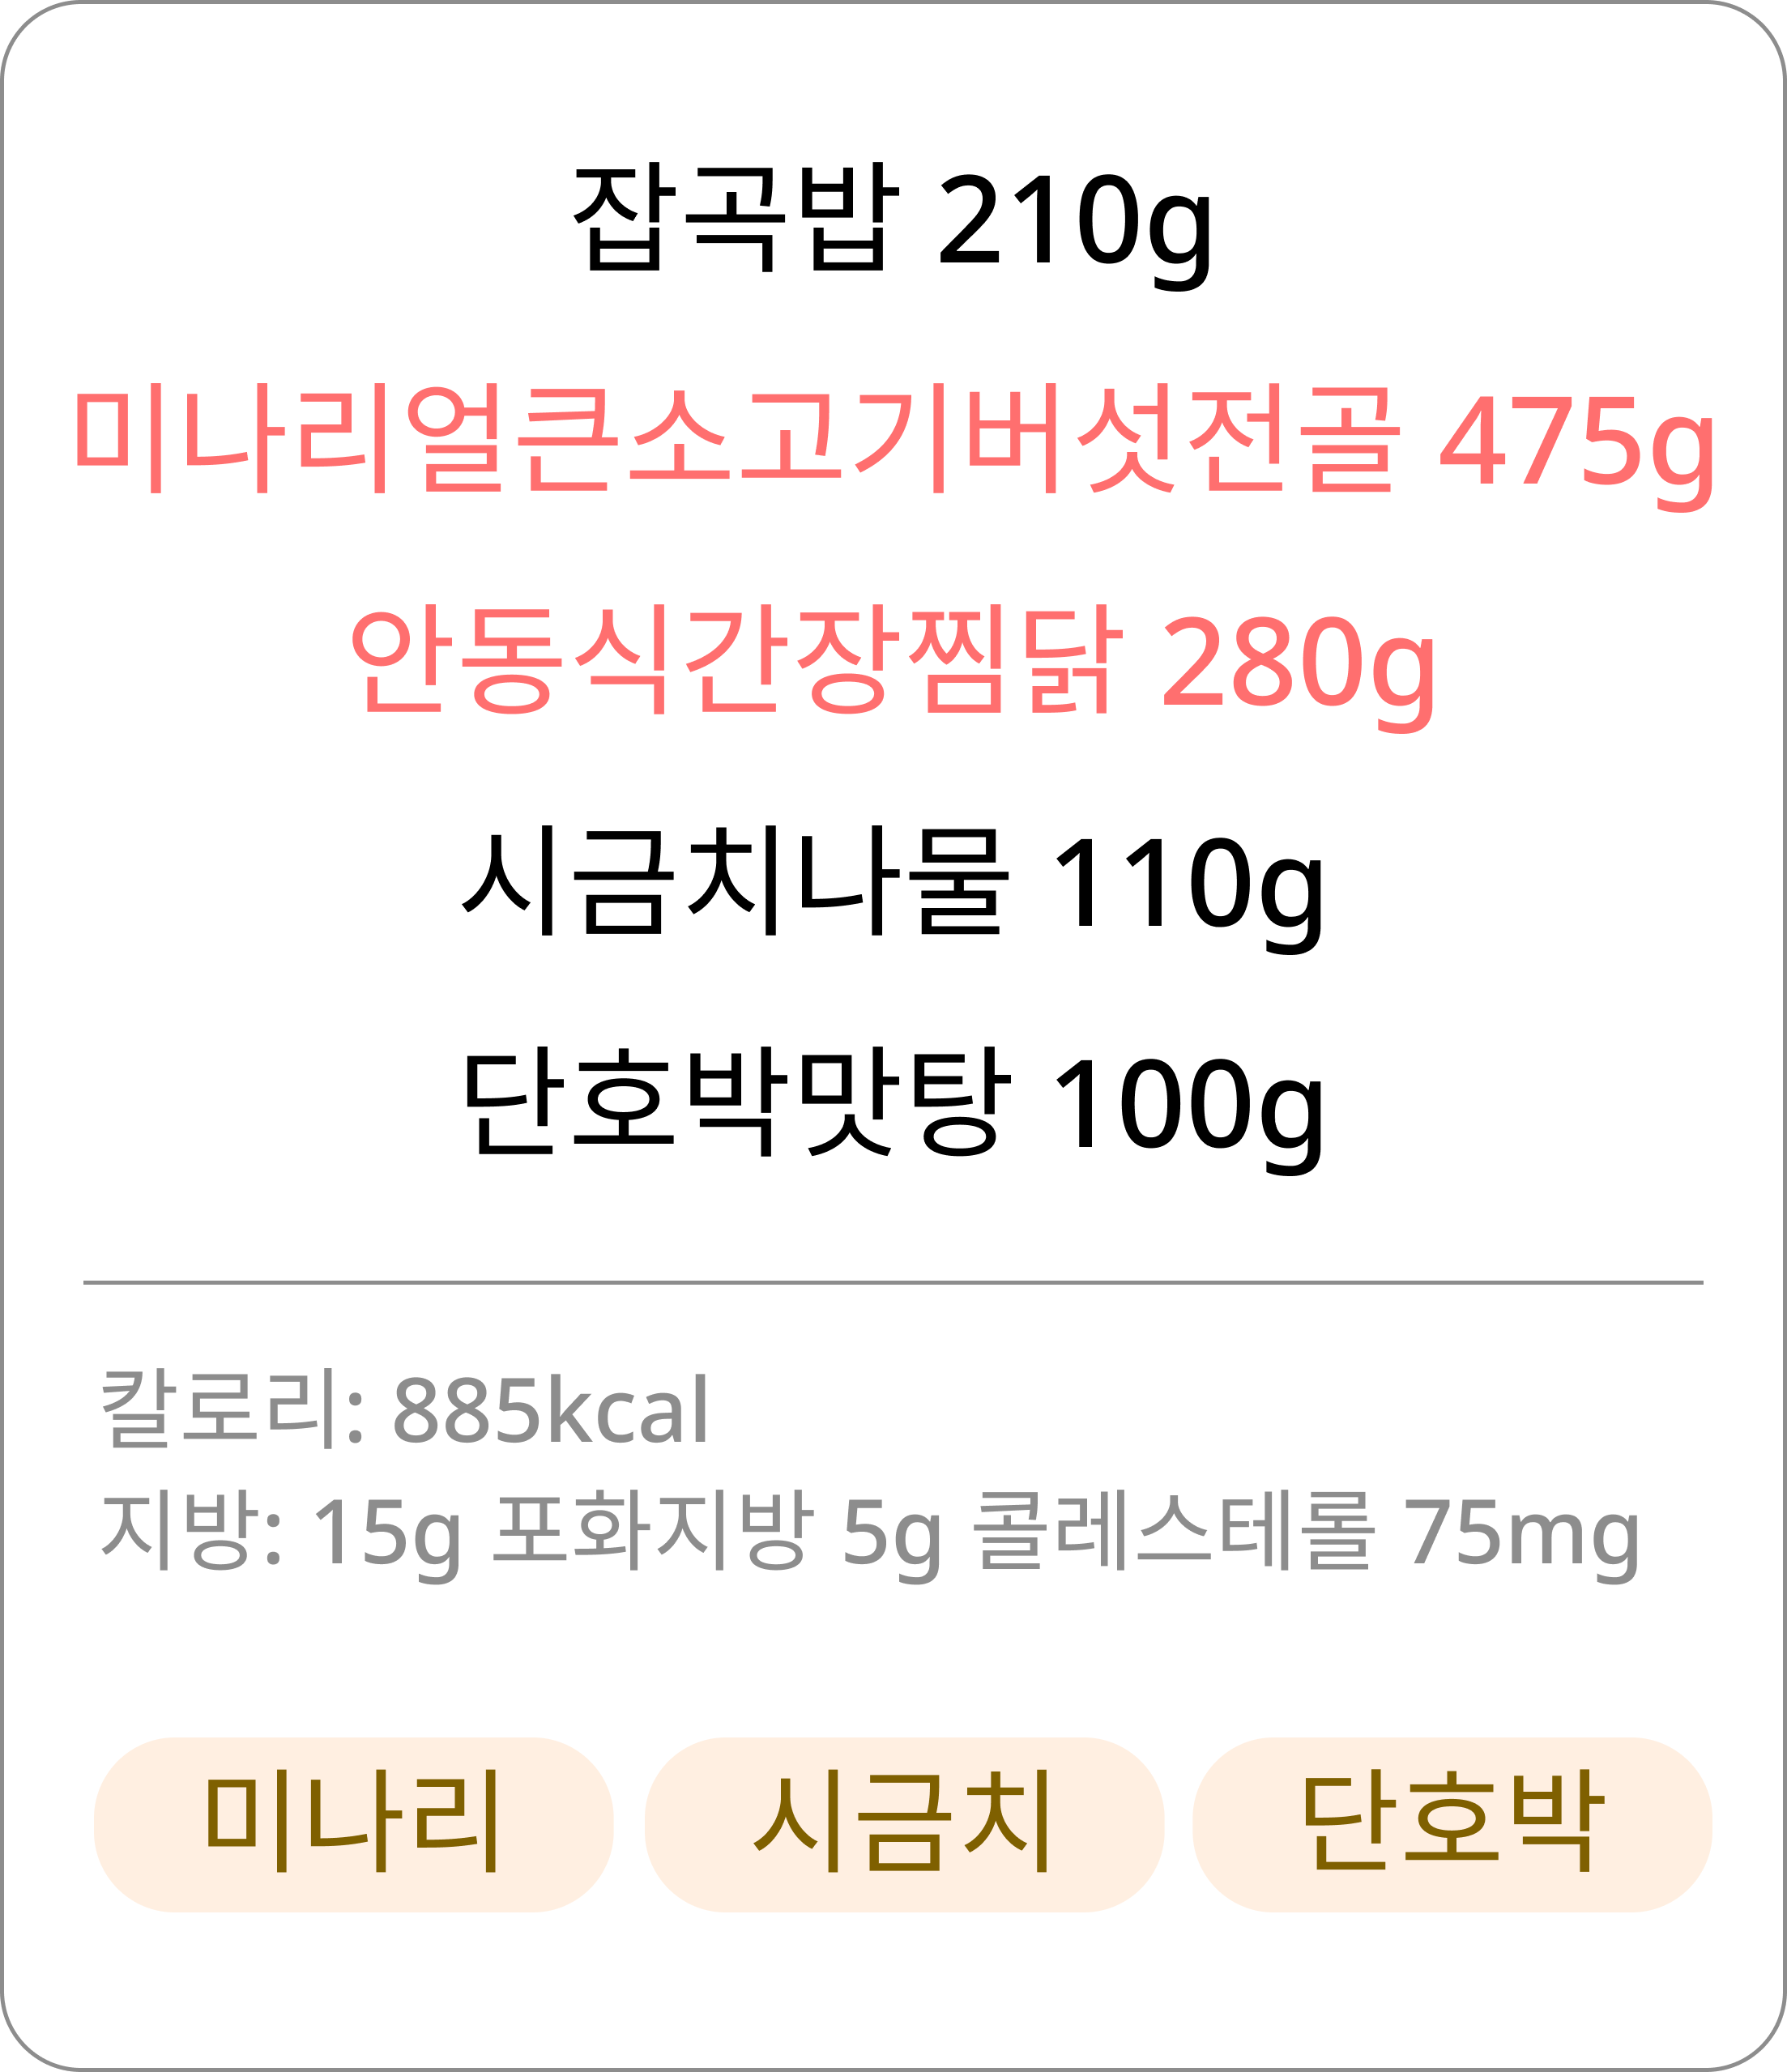 잡곡밥 210g
미나리얼큰소고기버섯전골 475g
안동식간장찜닭 280g
시금치나물 110g
단호박맛탕 100g
칼로리: 885kcal
지방: 15g 포화지방 5g 콜레스테롤 75mg
미나리 시금치 단호박